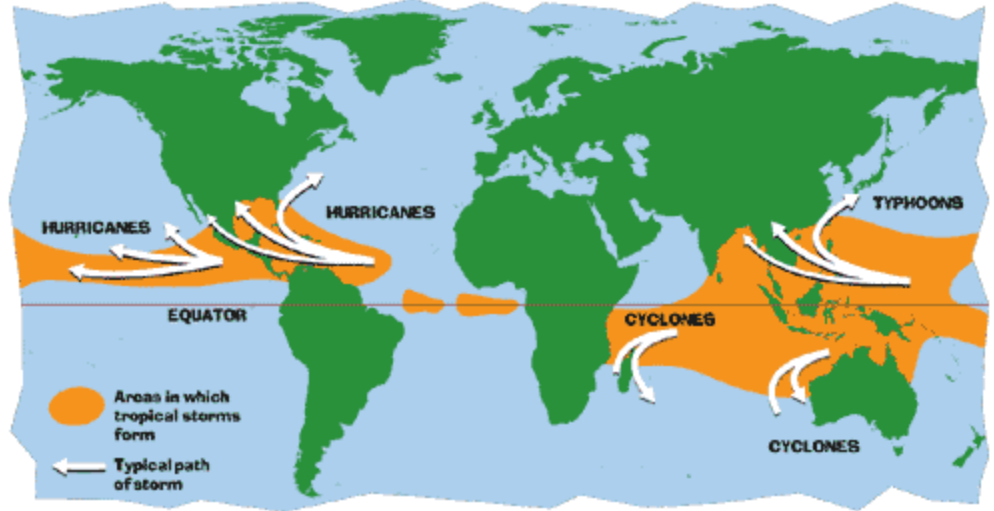 HURRICANES
HURRICANES
TYPHOONS
EQUATOR
CYCLONES
CYCLONES
Areas in which
tropical storms
form
Typical path
of storm